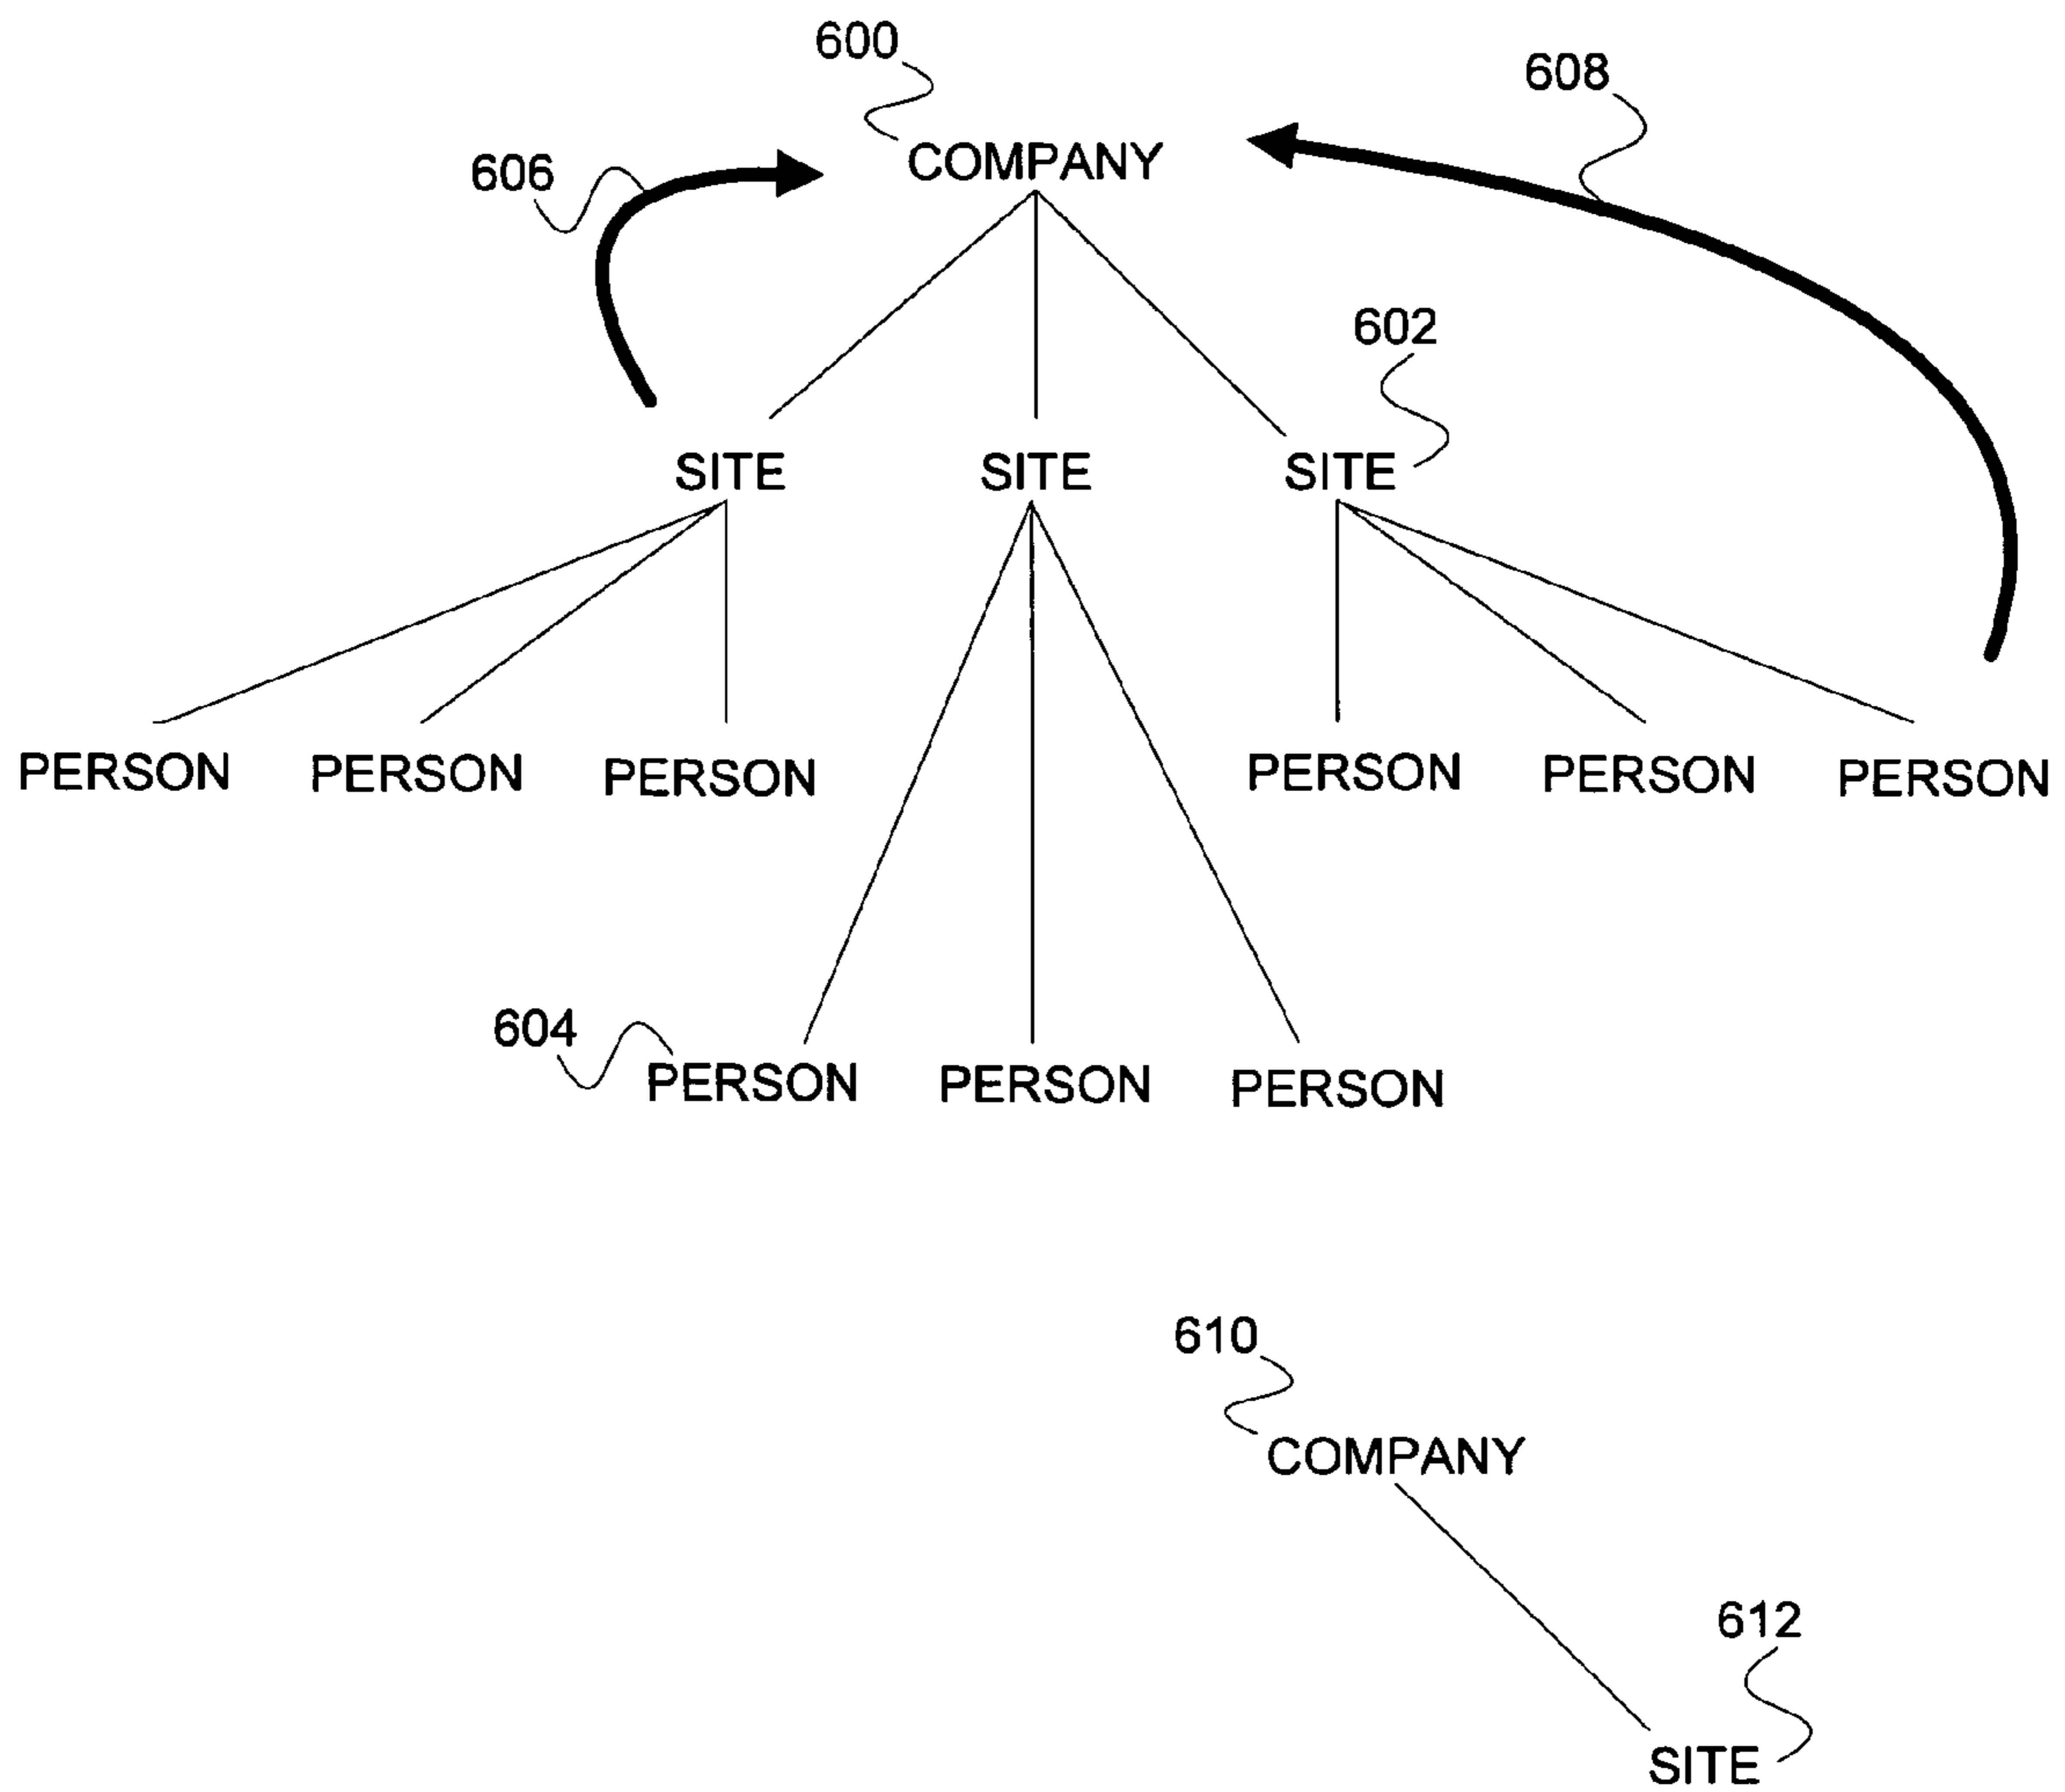 600
608
COMPANY
606
602
SITE SITE SITE
PERSON PERSON PERSON PERSON PERSON PERSON
604
PERSON PERSON PERSON
610
COMPANY
612
SITE